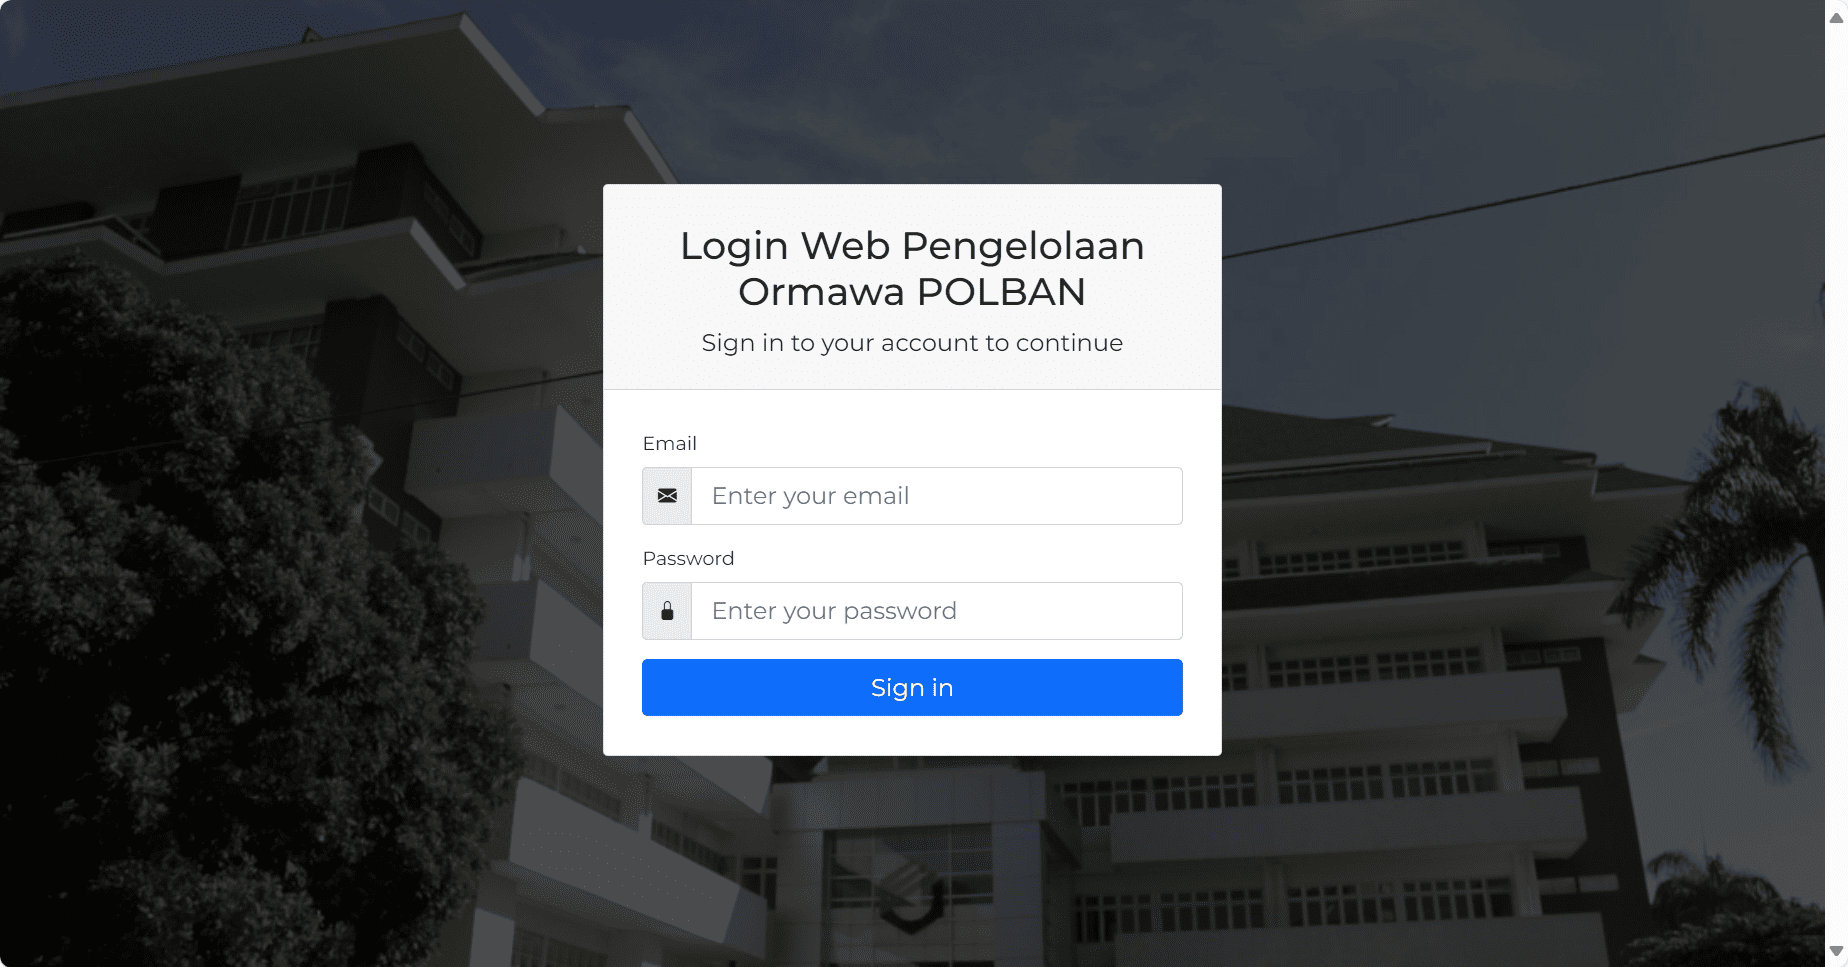 Login Web Pengelolaan
Ormawa POLBAN
Sign in to your account to continue
Email
Enter your email
Password
Enter your password
Sign in